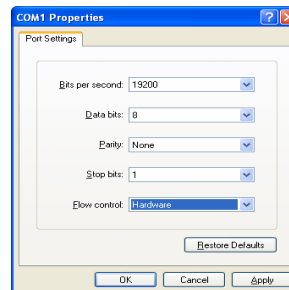 COM1 Properties
Port Settings
Bits per second: 19200
Data bits: 8
Parity: None
Stop bits: 1
Flow control: Hardware
Restore Defaults
OK Cancel Apply